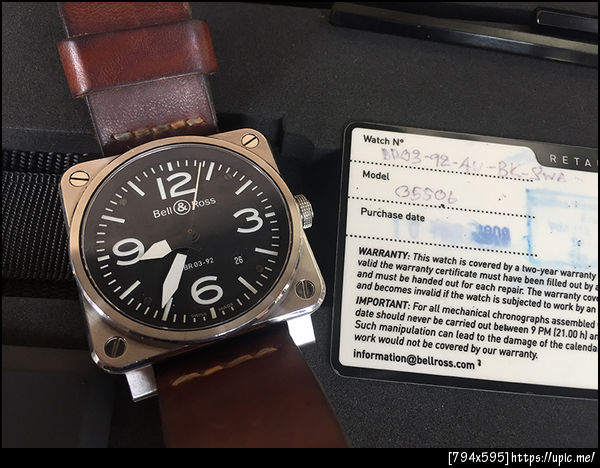 12
Bell & Ross
3
9
BR 03-92
26
6
SWISS MADE
RETA
Watch N°
BR03-92-
Model
Purchase date
WARRANTY: This watch is covered by a two-year warranty
valid the warranty certificate must have been filled out by a
and must be handed out for each repair. The warranty cove
and becomes invalid if the watch is subjected to work by an
IMPORTANT: For all mechanical chronographs assembled
date should never be carried out between 9 PM (21.00 h) an
Such manipulation can lead to the damage of the calenda
work would not be covered by our warranty.
information@bellross.com
[794x595]https://upic.me/